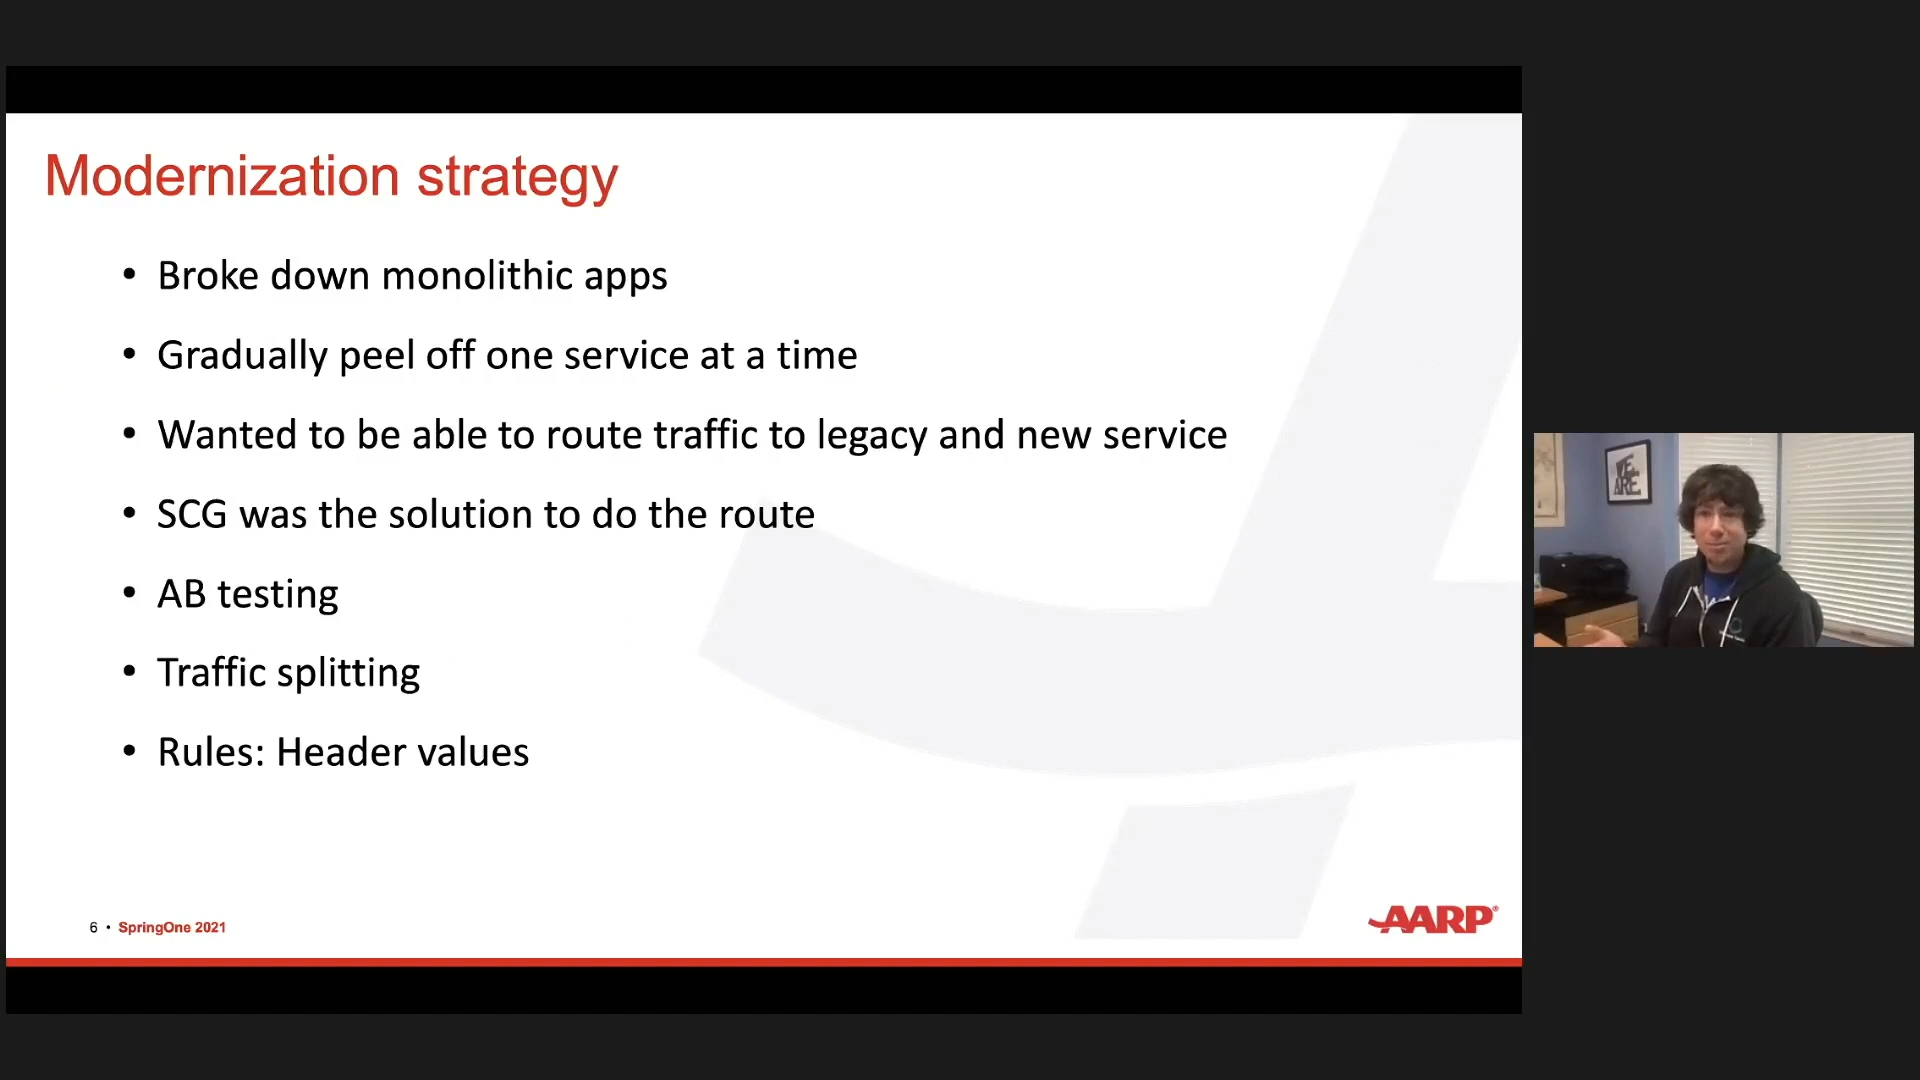 Modernization strategy
• Broke down monolithic apps
• Gradually peel off one service at a time
• Wanted to be able to route traffic to legacy and new service
• SCG was the solution to do the route
• AB testing
• Traffic splitting
• Rules: Header values
6 • SpringOne 2021
AARP®
WE
ARE